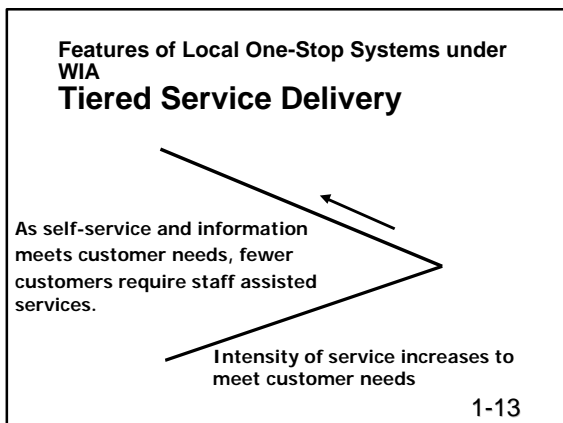 Features of Local One-Stop Systems under
WIA
Tiered Service Delivery
As self-service and information
meets customer needs, fewer
customers require staff assisted
services.
Intensity of service increases to
meet customer needs
1-13